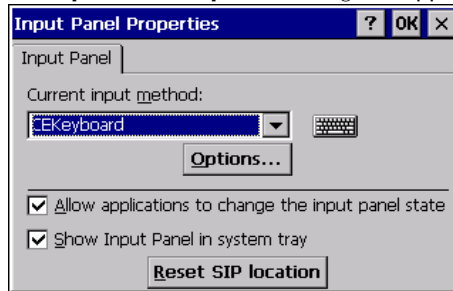 Input Panel Properties ? OK ×
Input Panel
Current input method:
CEKeyboard
Options...
Allow applications to change the input panel state
Show Input Panel in system tray
Reset SIP location